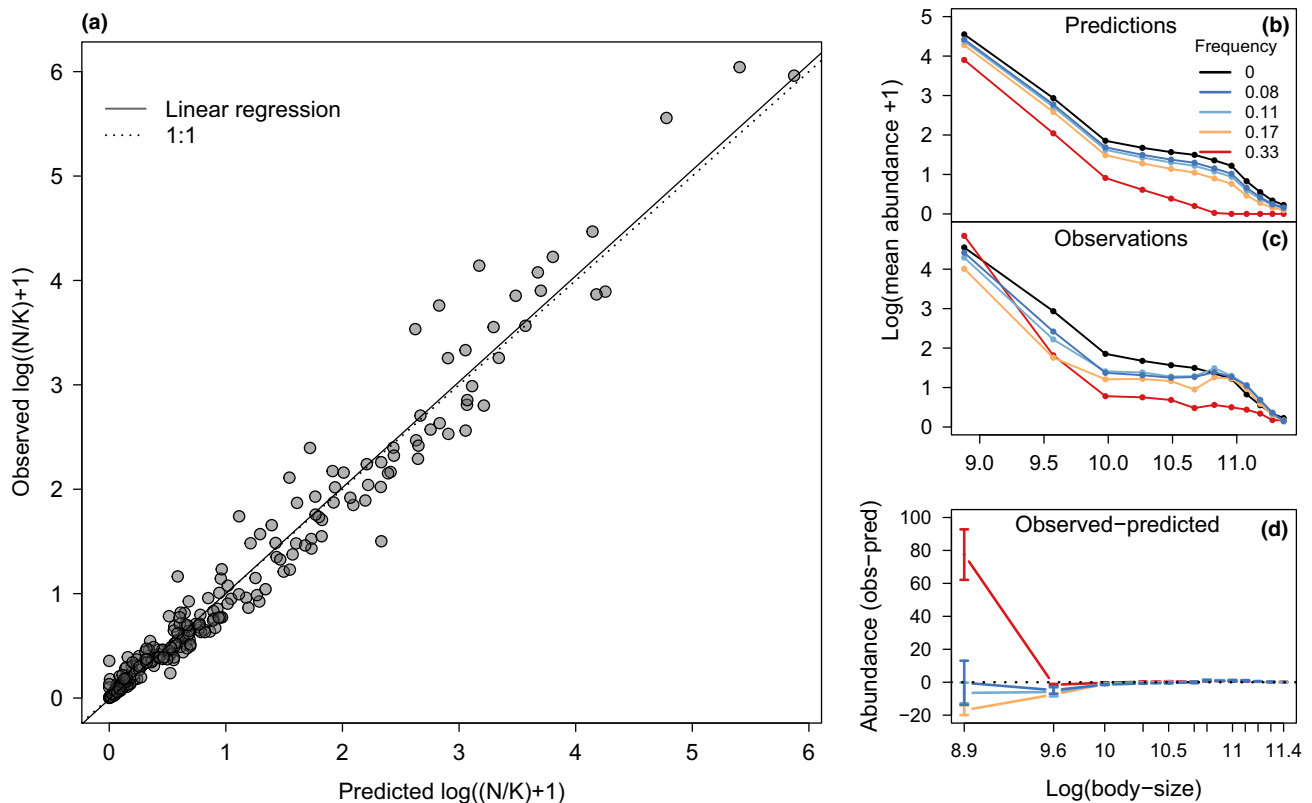 (a)
Observed log((N/K)+1)
6
5
4
3
2
1
0
Linear regression
1:1
0 1 2 3 4 5 6
Predicted log((N/K)+1)
Log(mean abundance +1)
(b)
Predictions
5
4
3
2
1
0
Frequency
0
0.08
0.11
0.17
0.33
(c)
Observations
4
3
2
1
0
9.0 9.5 10.0 10.5 11.0
(d)
Observed−predicted
Abundance (obs-pred)
100
80
60
40
20
0
−20
8.9 9.6 10 10.5 11 11.4
Log(body−size)